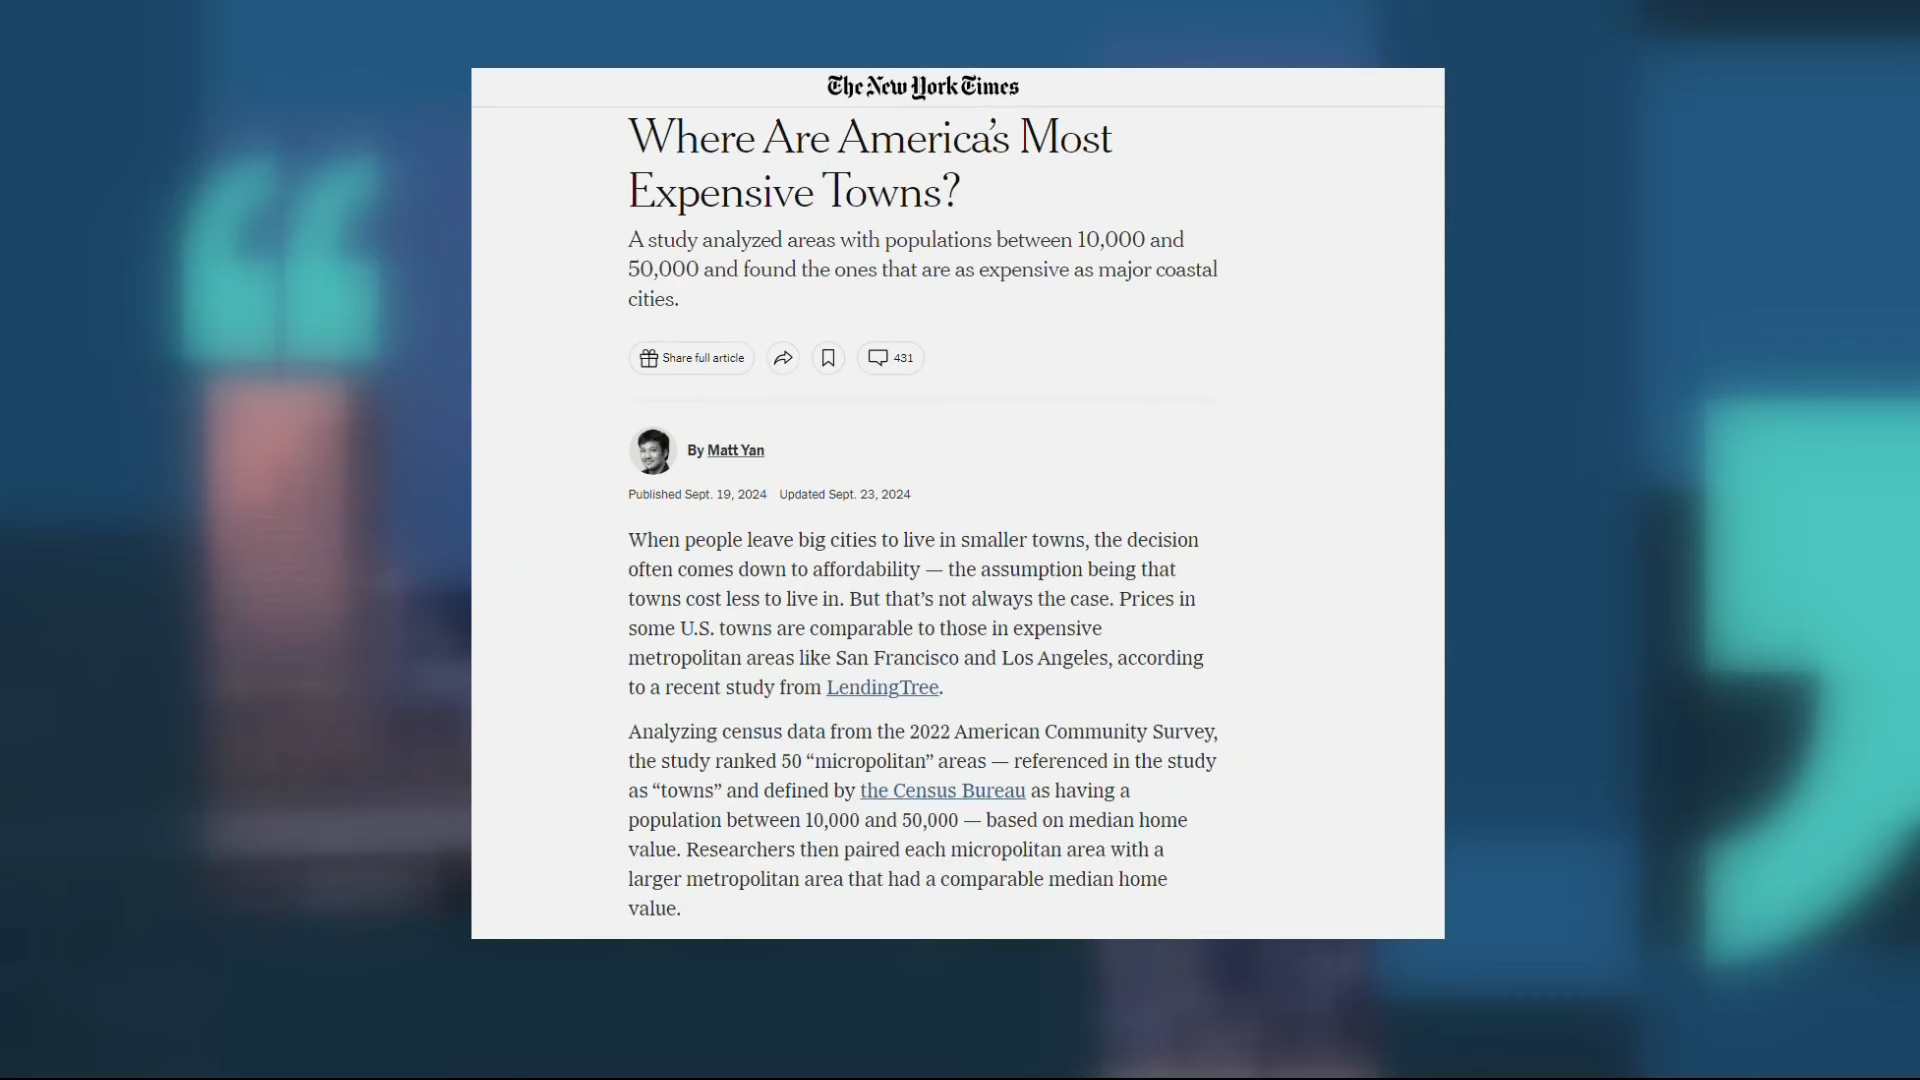 The New York Times
Where Are America’s Most
Expensive Towns?
A study analyzed areas with populations between 10,000 and
50,000 and found the ones that are as expensive as major coastal
cities.
Share full article
431
By Matt Yan
Published Sept. 19, 2024 Updated Sept. 23, 2024
When people leave big cities to live in smaller towns, the decision
often comes down to affordability — the assumption being that
towns cost less to live in. But that’s not always the case. Prices in
some U.S. towns are comparable to those in expensive
metropolitan areas like San Francisco and Los Angeles, according
to a recent study from LendingTree.
Analyzing census data from the 2022 American Community Survey,
the study ranked 50 “micropolitan” areas — referenced in the study
as “towns” and defined by the Census Bureau as having a
population between 10,000 and 50,000 — based on median home
value. Researchers then paired each micropolitan area with a
larger metropolitan area that had a comparable median home
value.